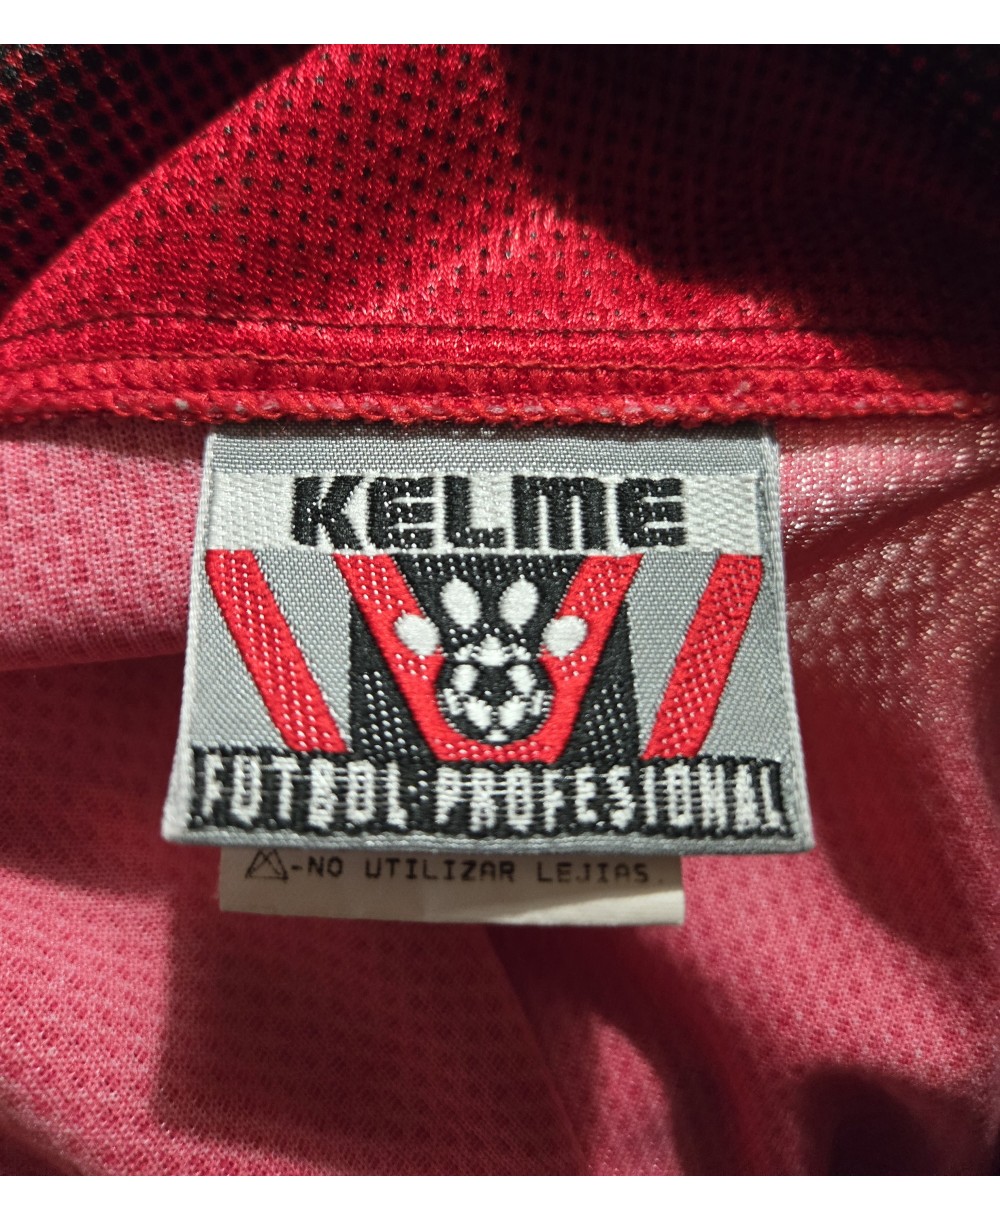 KELME
FUTBOL PROFESIONAL
-NO UTILIZAR LEJIAS.